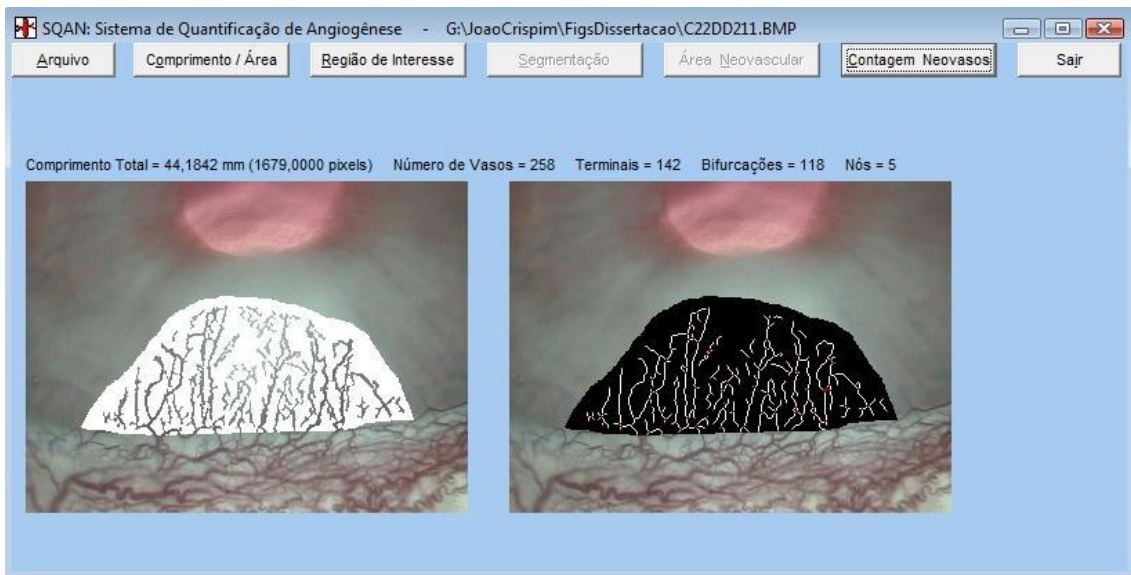 SQAN: Sistema de Quantificação de Angiogênese - G:\JoaoCrispim\FigsDissertacao\C22DD211.BMP
Arquivo Comprimento / Área Região de Interesse Segmentação Área Neovascular Contagem Neovasos Sair
Comprimento Total = 44,1842 mm (1679,0000 pixels) Número de Vasos = 258 Terminais = 142 Bifurcações = 118 Nós = 5